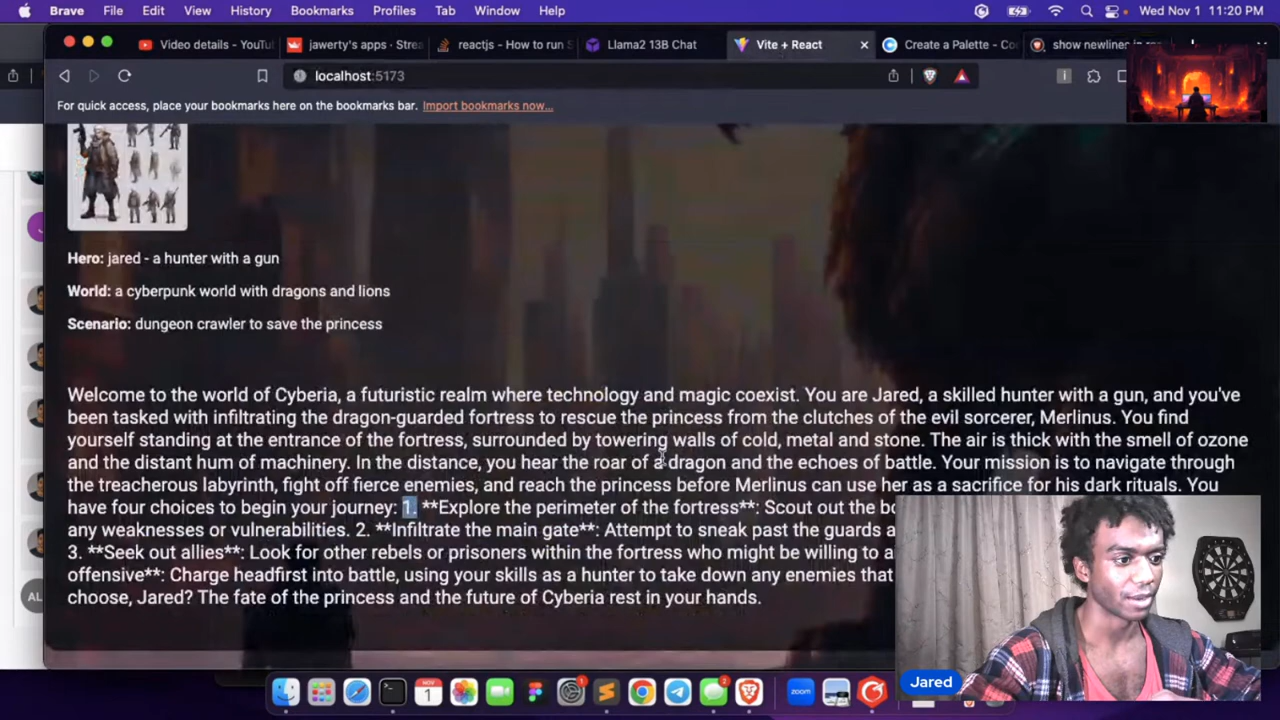 Brave File Edit View History Bookmarks Profiles Tab Window Help Wed Nov 1 11:20 PM
Video details - YouTu jawerty's apps · Strea reactjs - How to run S Llama2 13B Chat Vite + React Create a Palette - Co show newlines in
localhost:5173
For quick access, place your bookmarks here on the bookmarks bar. Import bookmarks now...
Hero: jared - a hunter with a gun
World: a cyberpunk world with dragons and lions
Scenario: dungeon crawler to save the princess
Welcome to the world of Cyberia, a futuristic realm where technology and magic coexist. You are Jared, a skilled hunter with a gun, and you've
been tasked with infiltrating the dragon-guarded fortress to rescue the princess from the clutches of the evil sorcerer, Merlinus. You find
yourself standing at the entrance of the fortress, surrounded by towering walls of cold, metal and stone. The air is thick with the smell of ozone
and the distant hum of machinery. In the distance, you hear the roar of a dragon and the echoes of battle. Your mission is to navigate through
the treacherous labyrinth, fight off fierce enemies, and reach the princess before Merlinus can use her as a sacrifice for his dark rituals. You
have four choices to begin your journey: 1. **Explore the perimeter of the fortress**: Scout out the bo
any weaknesses or vulnerabilities. 2. **Infiltrate the main gate**: Attempt to sneak past the guards a
3. **Seek out allies**: Look for other rebels or prisoners within the fortress who might be willing to a
offensive**: Charge headfirst into battle, using your skills as a hunter to take down any enemies that
choose, Jared? The fate of the princess and the future of Cyberia rest in your hands.
AL
Jared
NOV
1
1
2
zoom